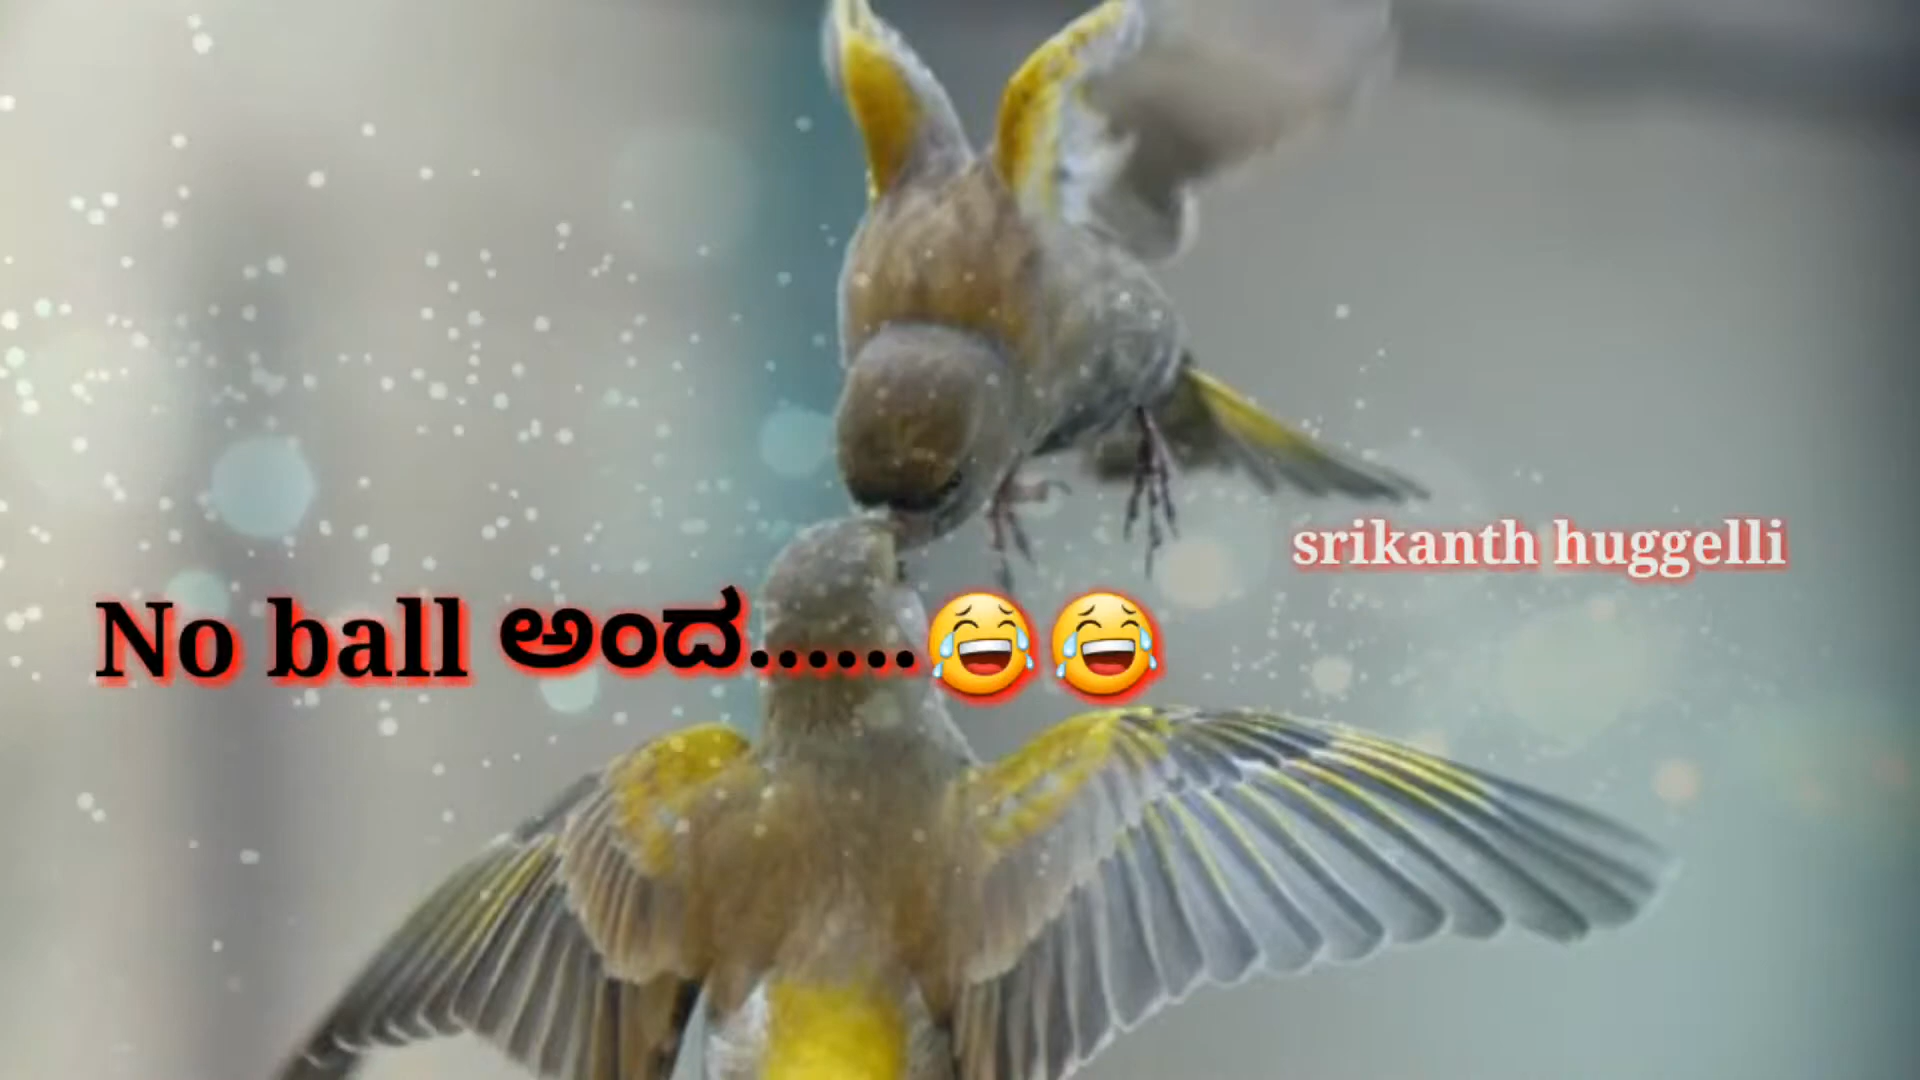 srikanth huggelli
No ball ಅಂದ......😂😂